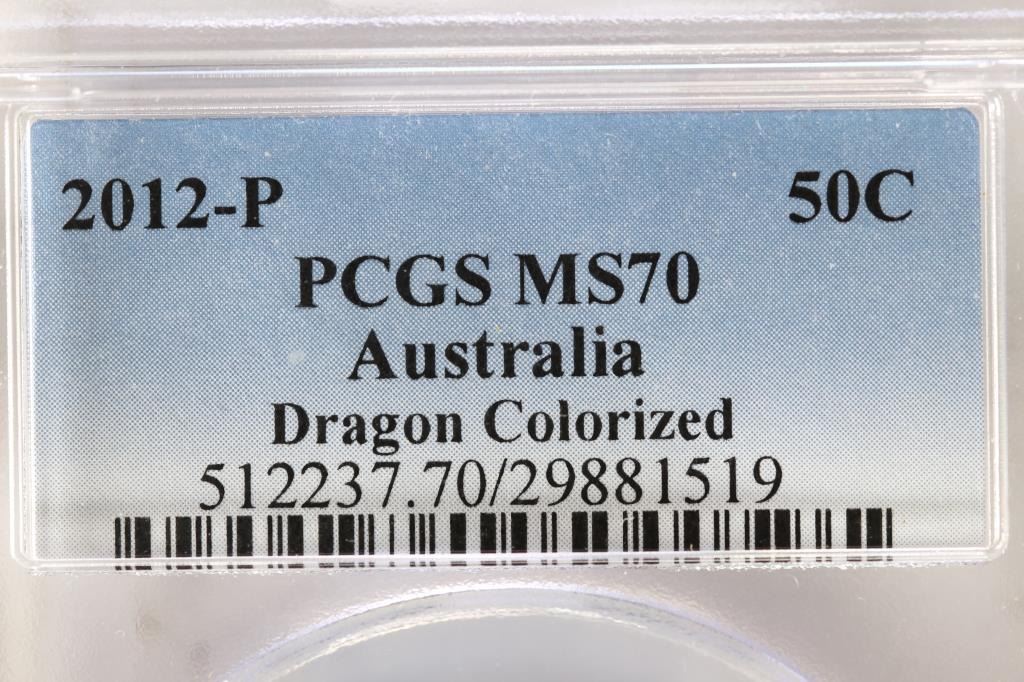 2012-P 50C
PCGS MS70
Australia
Dragon Colorized
512237.70/29881519